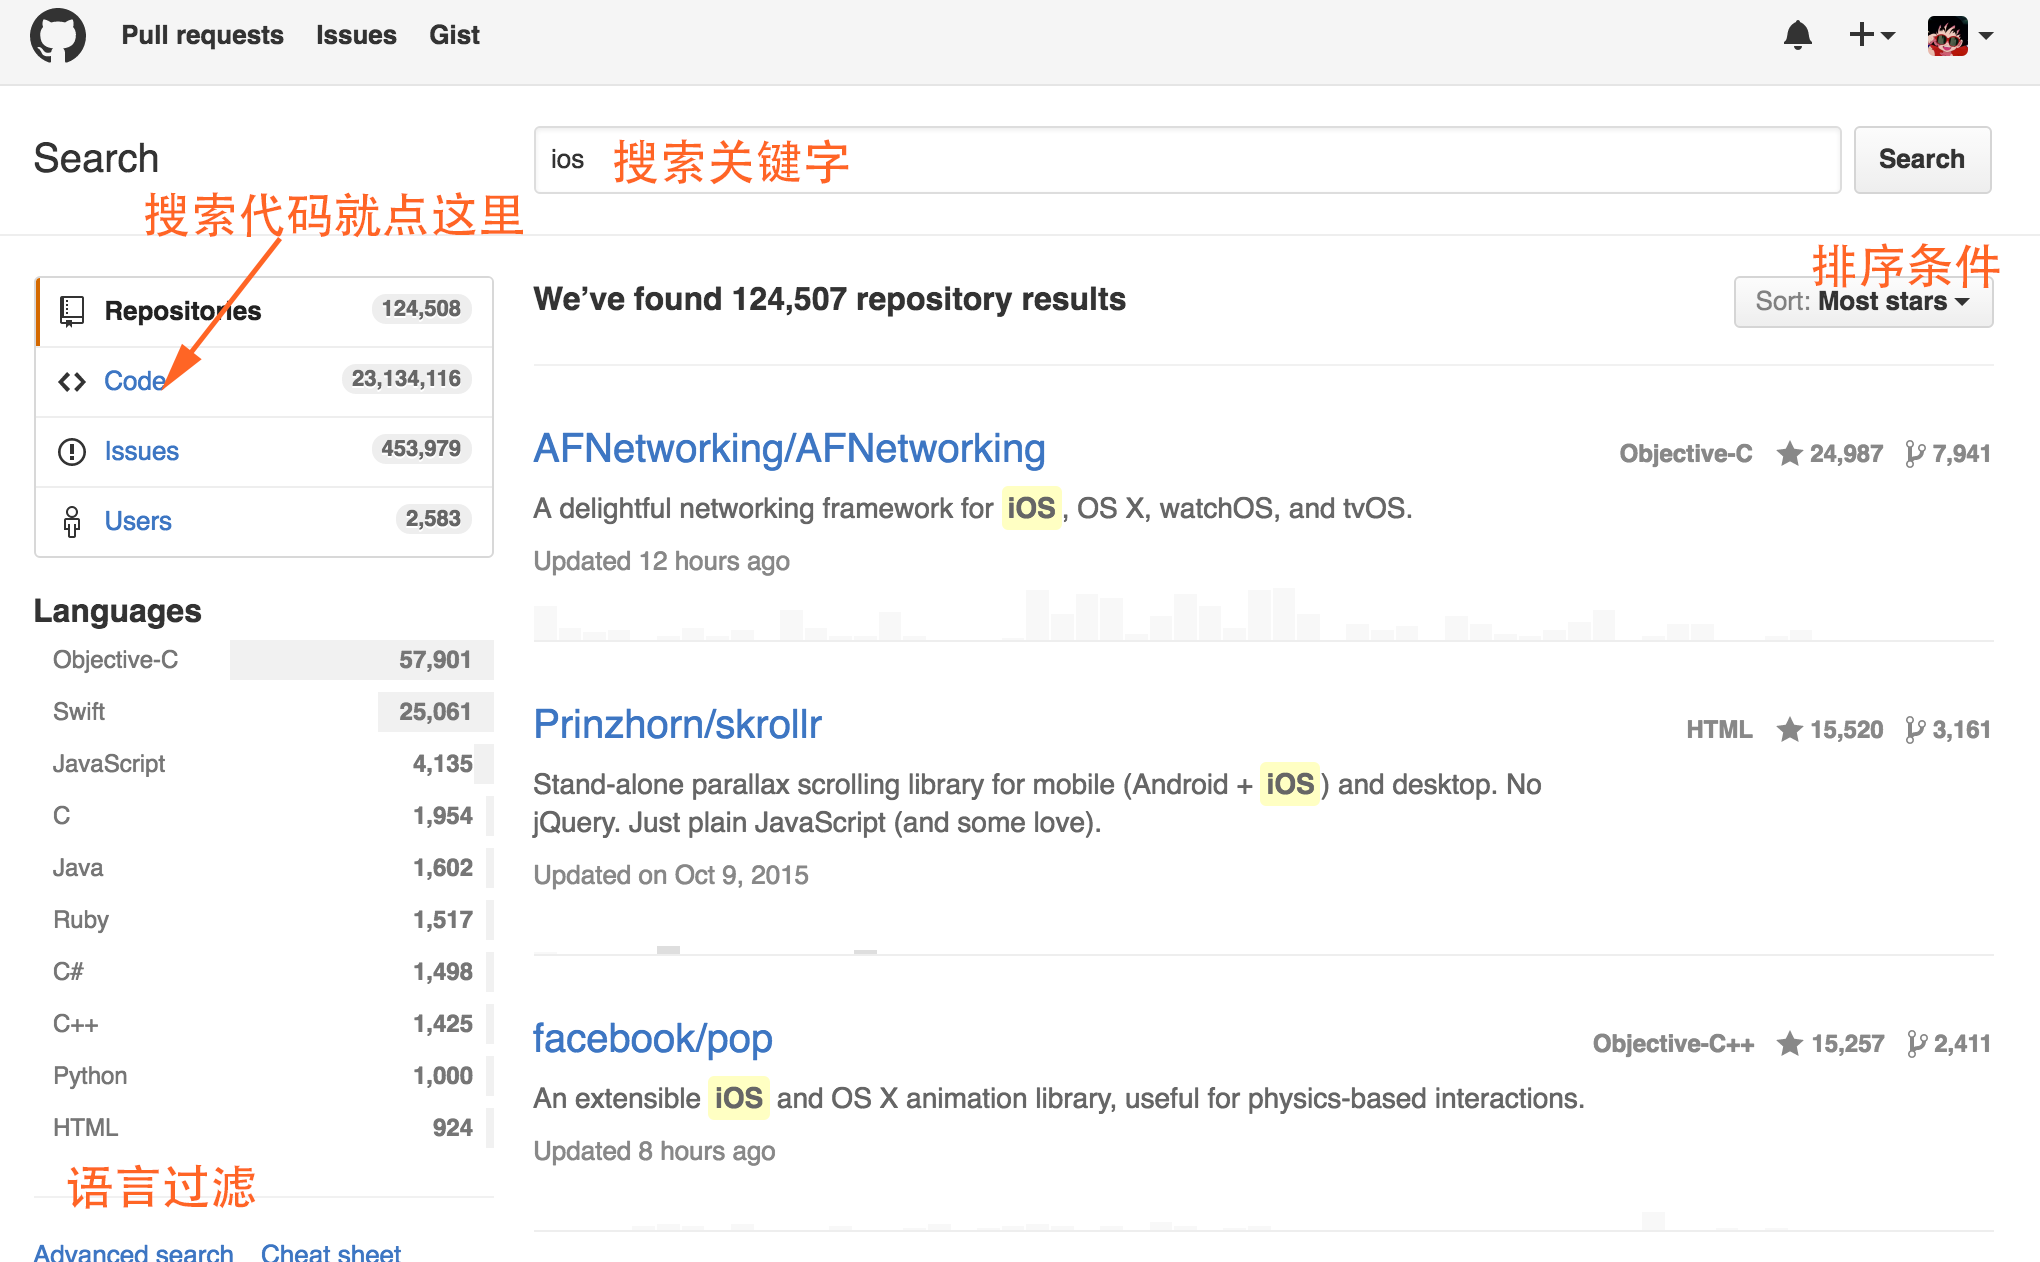 Pull requests Issues Gist
Search
ios 搜索关键字
Search
搜索代码就点这里
排序条件
Repositories 124,508
Code 23,134,116
Issues 453,979
Users 2,583
Languages
Objective-C 57,901
Swift 25,061
JavaScript 4,135
C 1,954
Java 1,602
Ruby 1,517
C# 1,498
C++ 1,425
Python 1,000
HTML 924
语言过滤
Advanced search Cheat sheet
We’ve found 124,507 repository results
Sort: Most stars
AFNetworking/AFNetworking
Objective-C 24,987 7,941
A delightful networking framework for iOS, OS X, watchOS, and tvOS.
Updated 12 hours ago
Prinzhorn/skrollr
HTML 15,520 3,161
Stand-alone parallax scrolling library for mobile (Android + iOS) and desktop. No
jQuery. Just plain JavaScript (and some love).
Updated on Oct 9, 2015
facebook/pop
Objective-C++ 15,257 2,411
An extensible iOS and OS X animation library, useful for physics-based interactions.
Updated 8 hours ago